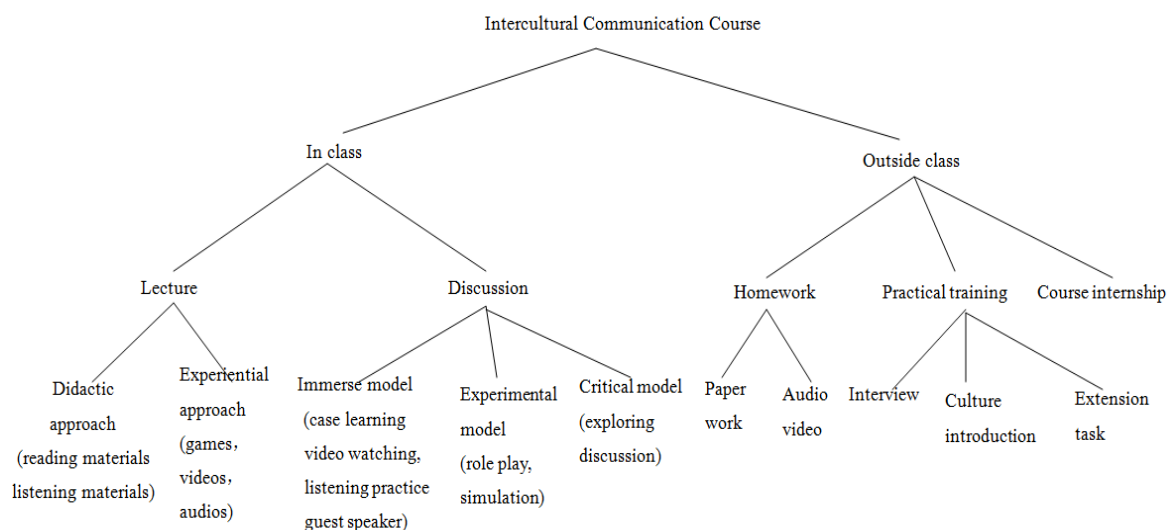 Intercultural Communication Course
In class
Outside class
Lecture
Discussion
Homework
Practical training
Course internship
Didactic
approach
(reading materials
listening materials)
Experiential
approach
(games,
videos,
audios)
Immerse model
(case learning
video watching,
listening practice
guest speaker)
Experimental
model
(role play,
simulation)
Critical model
(exploring
discussion)
Paper
work
Audio
video
Interview
Culture
introduction
Extension
task